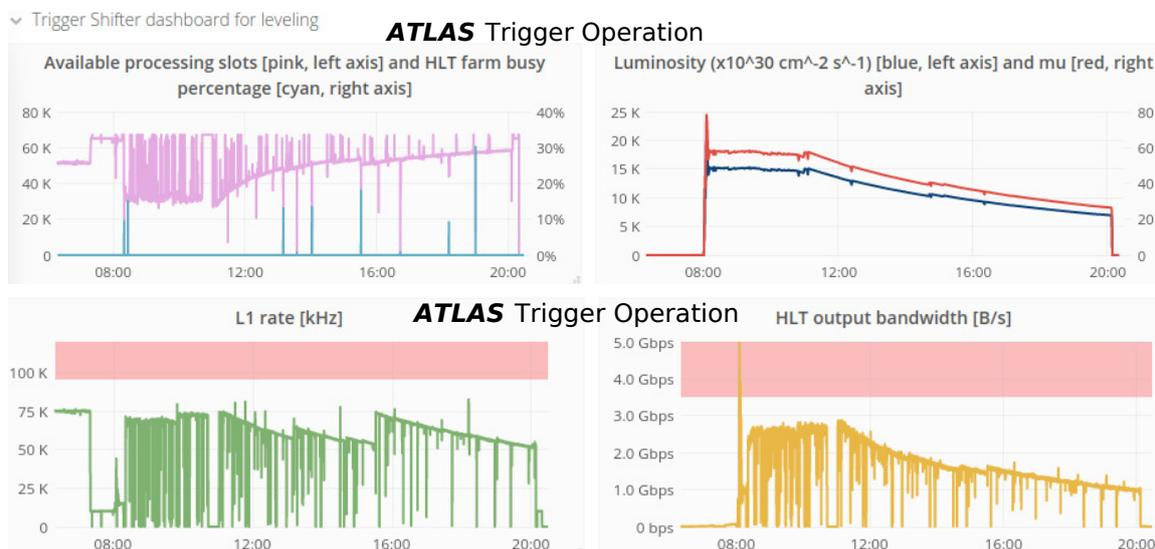 Trigger Shifter dashboard for leveling
ATLAS Trigger Operation
Available processing slots [pink, left axis] and HLT farm busy
percentage [cyan, right axis]
80 K
60 K
40 K
20 K
0
40%
30%
20%
10%
0%
08:00 12:00 16:00 20:00
Luminosity (x10^30 cm^-2 s^-1) [blue, left axis] and mu [red, right
axis]
25 K
20 K
15 K
10 K
5 K
0
80
60
40
20
0
08:00 12:00 16:00 20:00
ATLAS Trigger Operation
L1 rate [kHz]
100 K
75 K
50 K
25 K
0
08:00 12:00 16:00 20:00
HLT output bandwidth [B/s]
5.0 Gbps
4.0 Gbps
3.0 Gbps
2.0 Gbps
1.0 Gbps
0 bps
08:00 12:00 16:00 20:00